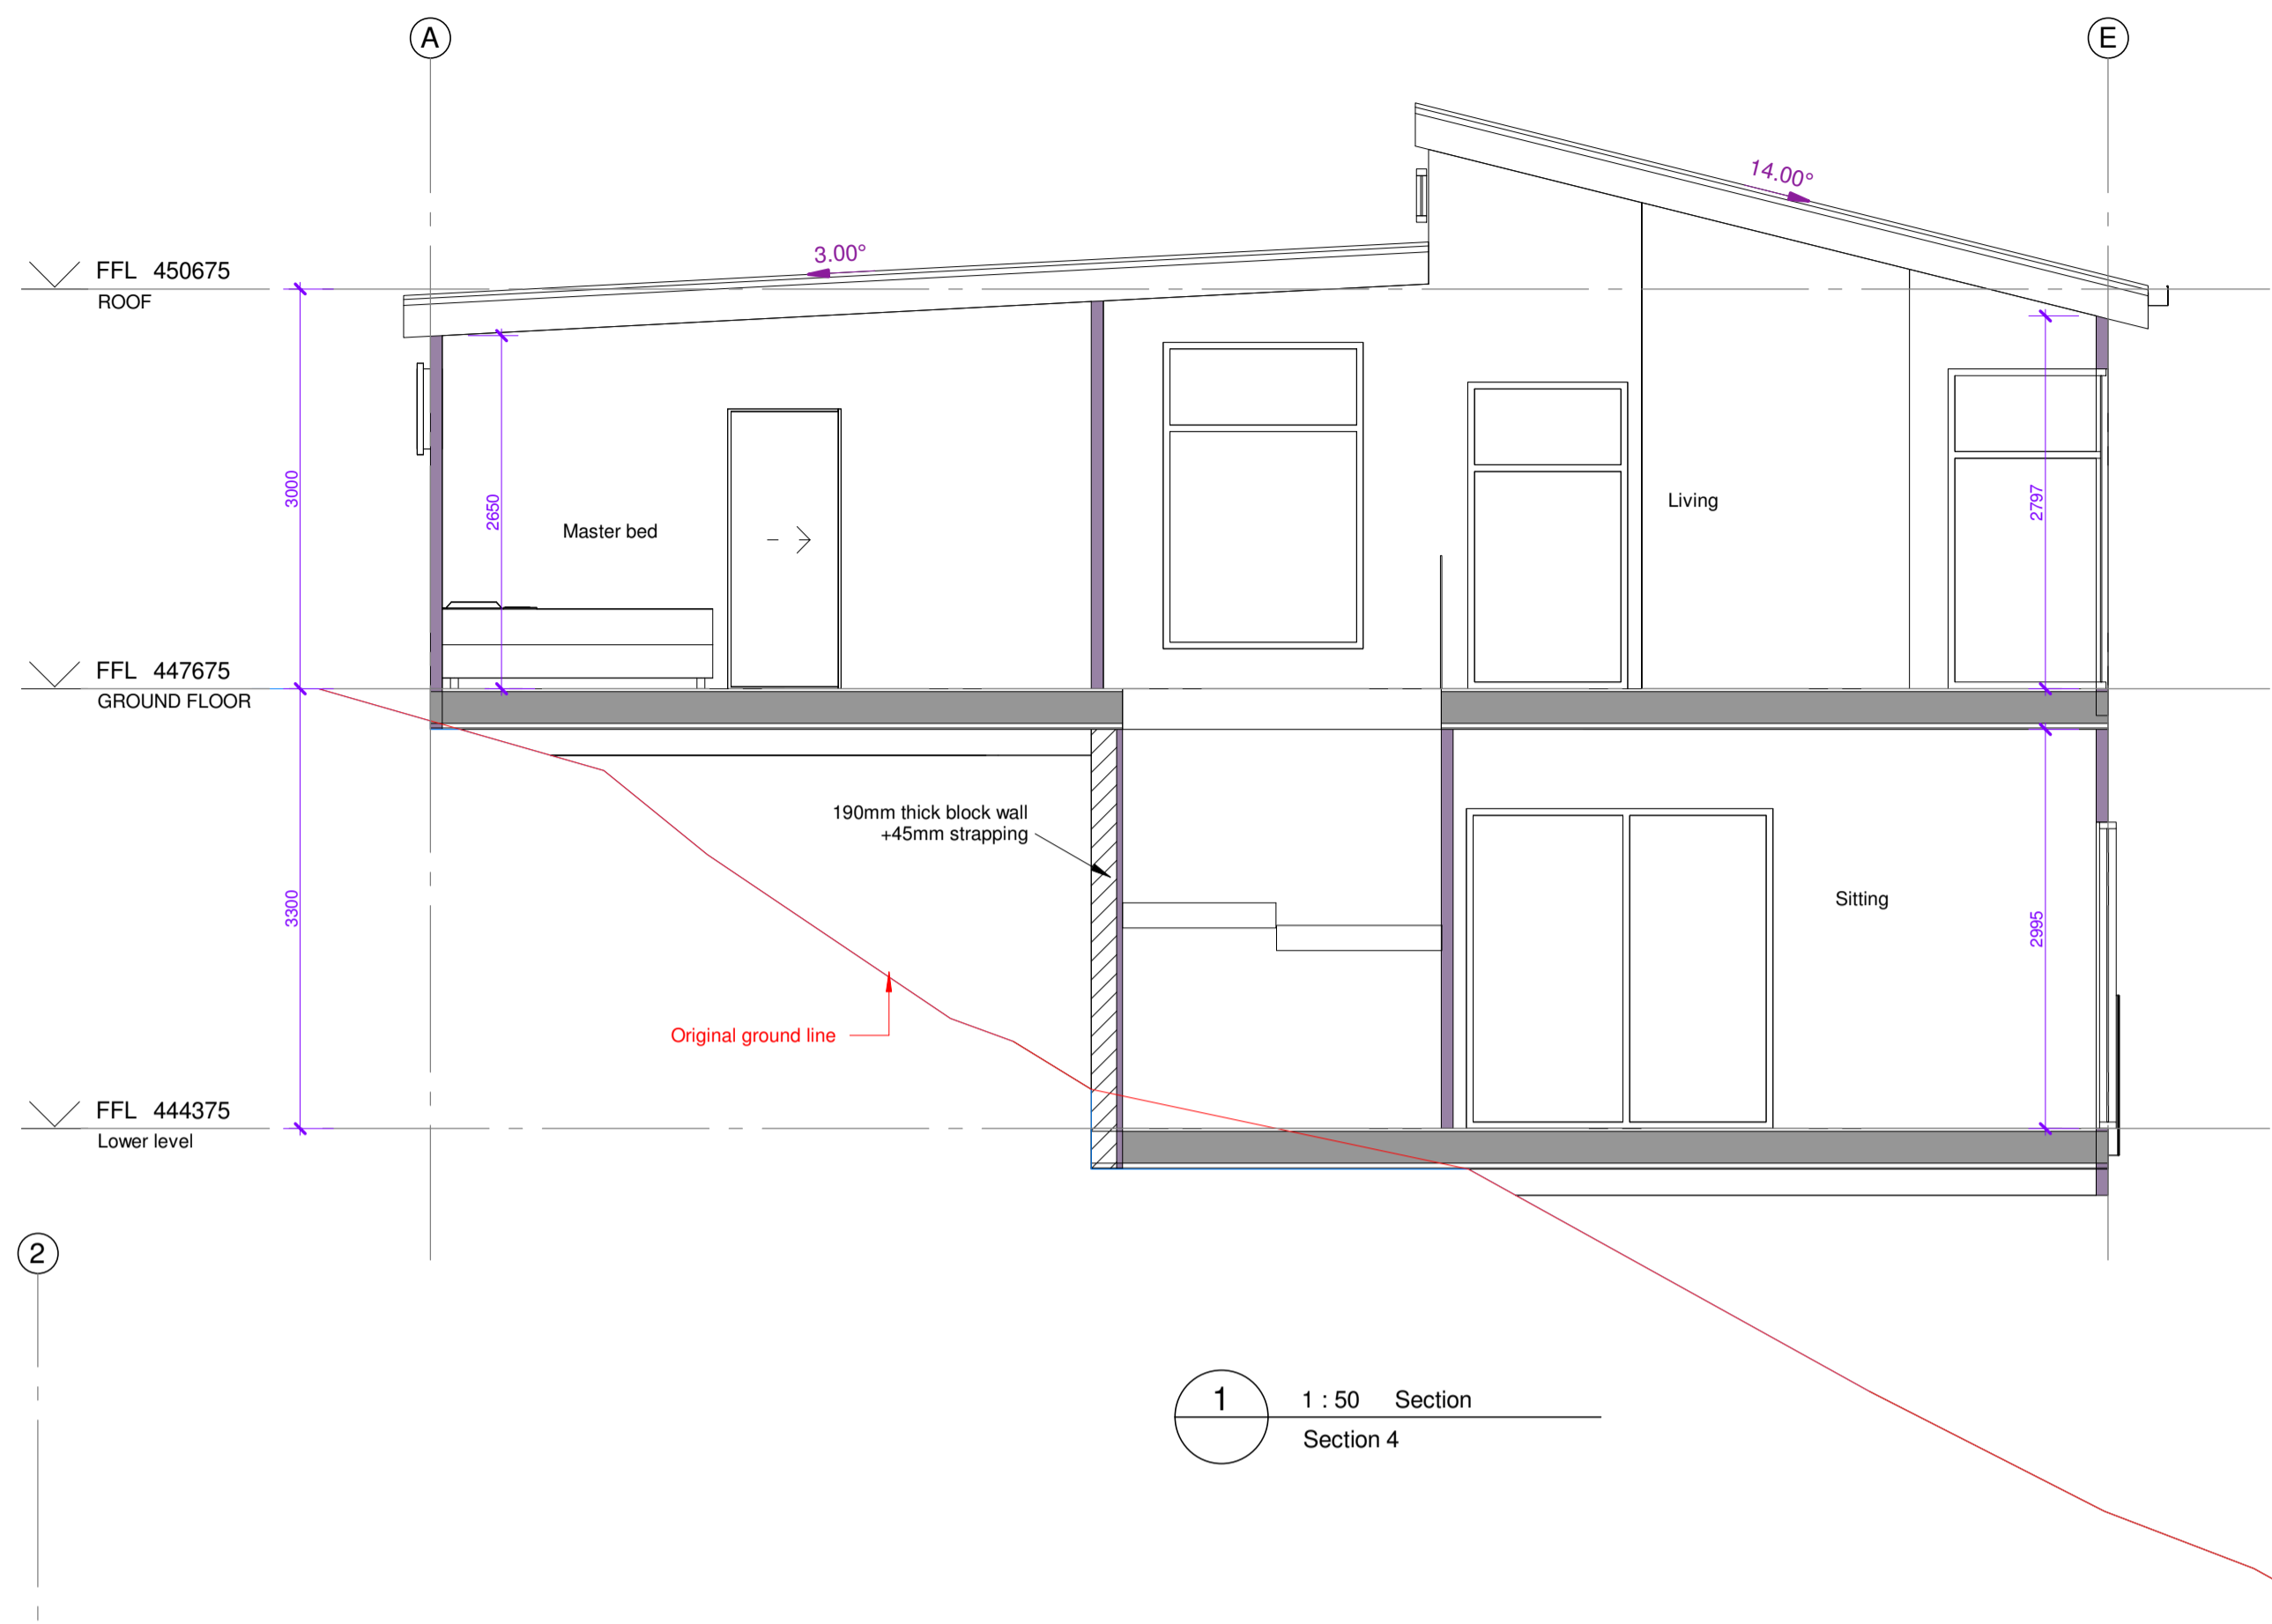 A
E
14.00°
3.00°
FFL 450675
ROOF
3000
2650
Master bed
Living
2797
FFL 447675
GROUND FLOOR
190mm thick block wall
+45mm strapping
3300
Sitting
2995
Original ground line
FFL 444375
Lower level
2
1
1 : 50 Section
Section 4